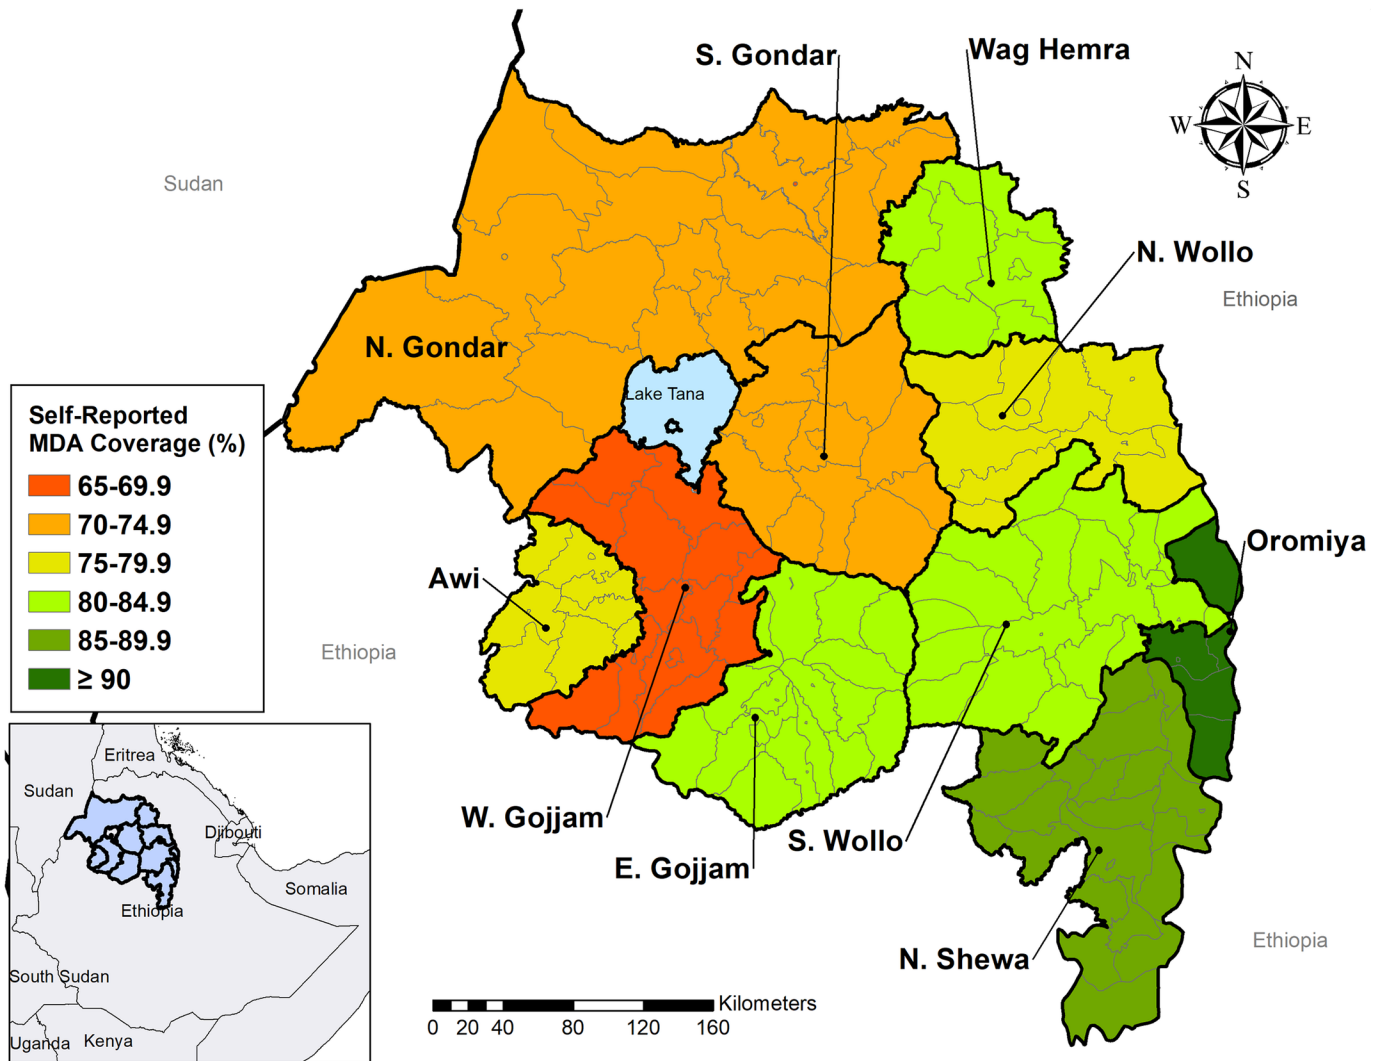 S. Gondar
Wag Hemra
N
W
E
S
Sudan
N. Wollo
Ethiopia
N. Gondar
Lake Tana
Self-Reported
MDA Coverage (%)
65-69.9
70-74.9
75-79.9
80-84.9
85-89.9
≥ 90
Oromiya
Awi
Ethiopia
W. Gojjam
E. Gojjam
S. Wollo
N. Shewa
Ethiopia
Eritrea
Sudan
Djibouti
Somalia
Ethiopia
South Sudan
Uganda
Kenya
Kilometers
0 20 40 80 120 160